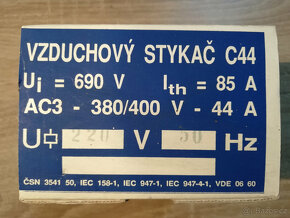 VZDUCHOVÝ STYKAČ C44
Ui = 690 V Ith = 85 A
AC3 - 380/400 V - 44 A
U 220 V 50 Hz
ČSN 3541 50, IEC 158-1, IEC 947-1, IEC 947-4-1, VDE 06 60